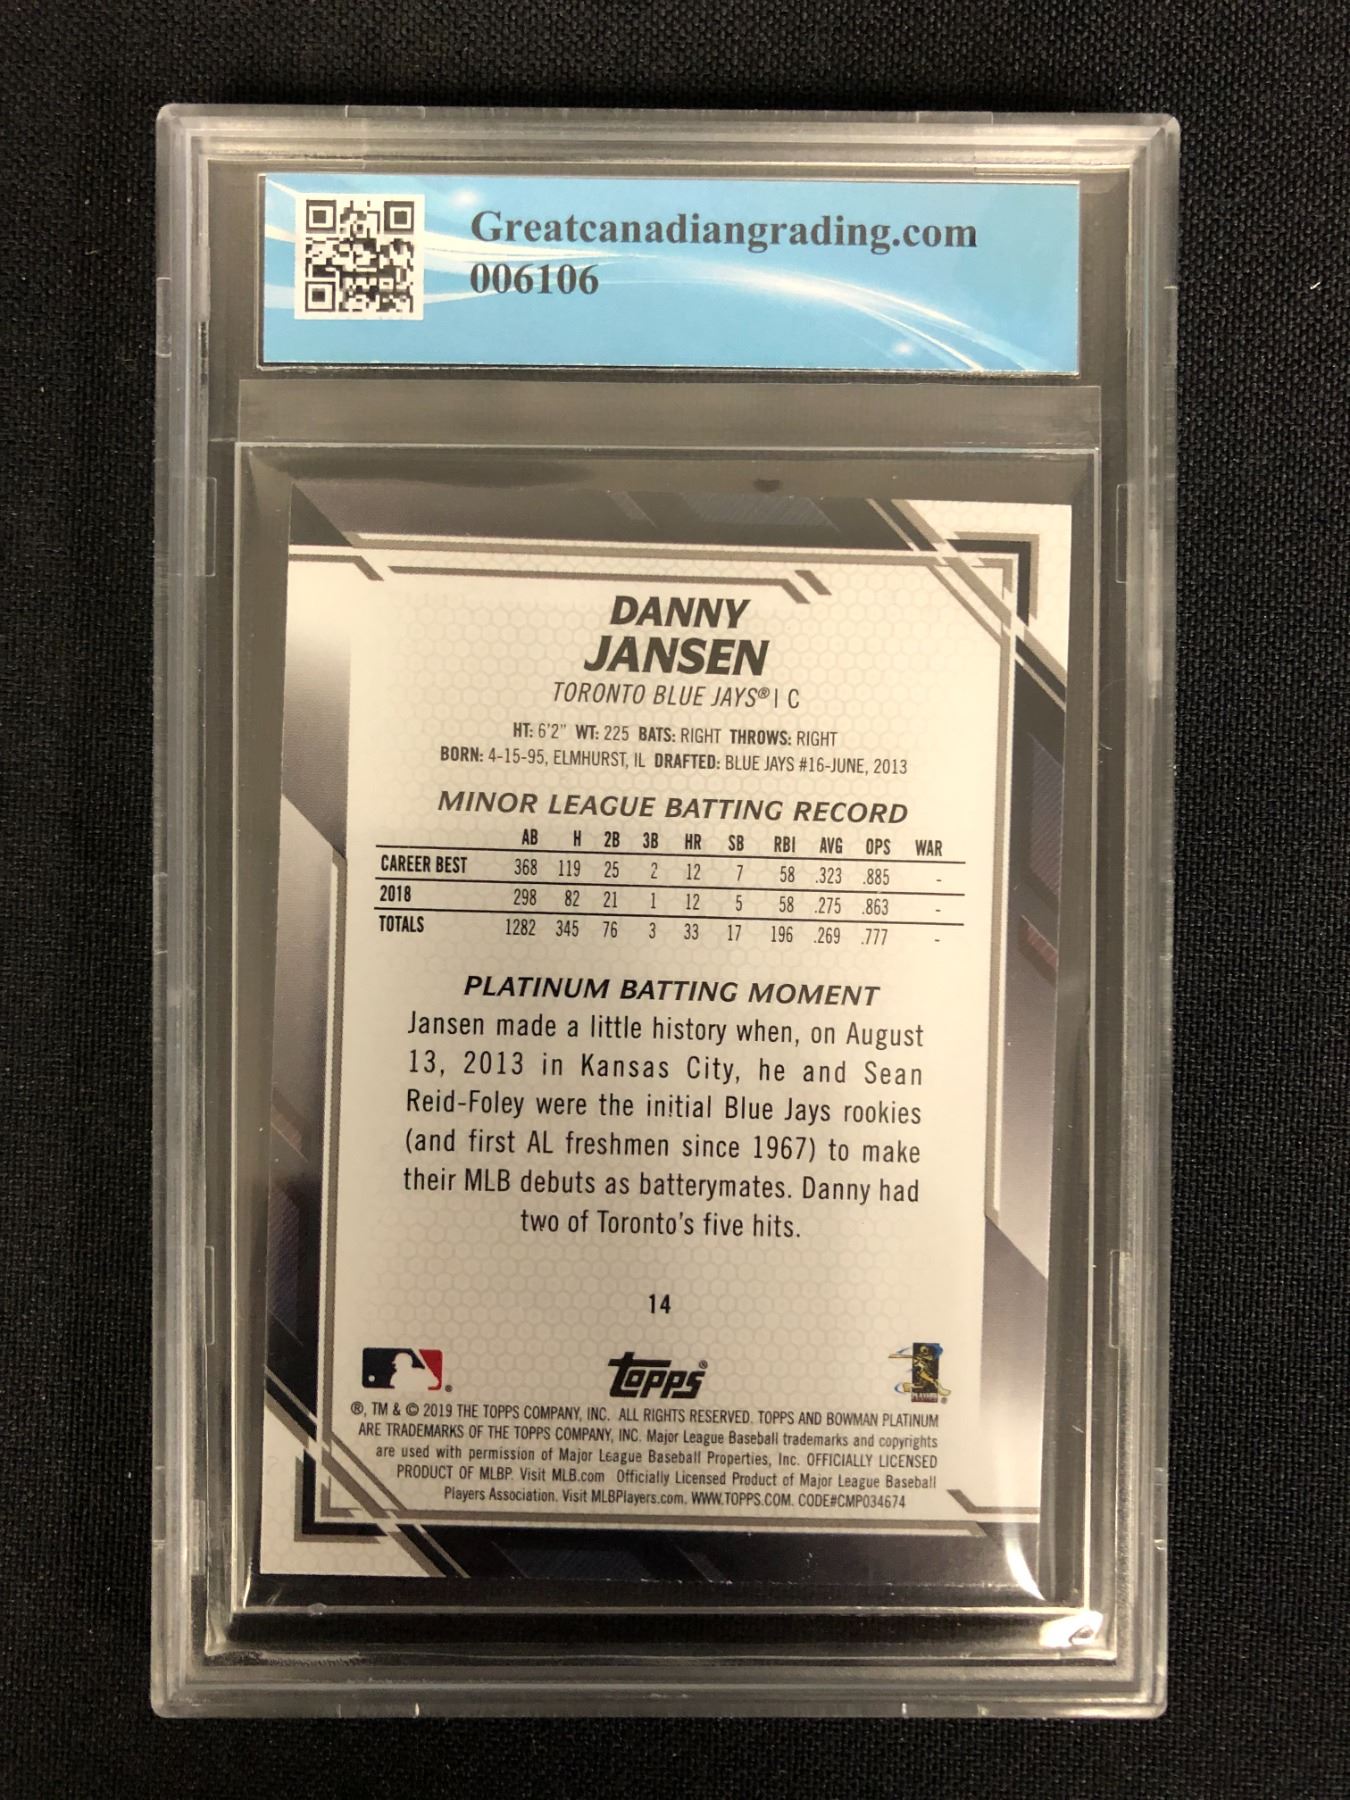 Greatcanadiangrading.com
006106
DANNY
JANSEN
TORONTO BLUE JAYS® | C
HT: 6'2" WT: 225 BATS: RIGHT THROWS: RIGHT
BORN: 4-15-95, ELMHURST, IL DRAFTED: BLUE JAYS #16-JUNE, 2013
MINOR LEAGUE BATTING RECORD
AB H 2B 3B HR SB RBI AVG OPS WAR
CAREER BEST 368 119 25 2 12 7 58 .323 .885 -
2018 298 82 21 1 12 5 58 .275 .863 -
TOTALS 1282 345 76 3 33 17 196 .269 .777 -
PLATINUM BATTING MOMENT
Jansen made a little history when, on August
13, 2013 in Kansas City, he and Sean
Reid-Foley were the initial Blue Jays rookies
(and first AL freshmen since 1967) to make
their MLB debuts as batterymates. Danny had
two of Toronto's five hits.
14
topps®
®, TM & © 2019 THE TOPPS COMPANY, INC. ALL RIGHTS RESERVED. TOPPS AND BOWMAN PLATINUM
ARE TRADEMARKS OF THE TOPPS COMPANY, INC. Major League Baseball trademarks and copyrights
are used with permission of Major League Baseball Properties, Inc. OFFICIALLY LICENSED
PRODUCT OF MLBP. Visit MLB.com Officially Licensed Product of Major League Baseball
Players Association. Visit MLBPlayers.com. WWW.TOPPS.COM. CODE#CMP034674